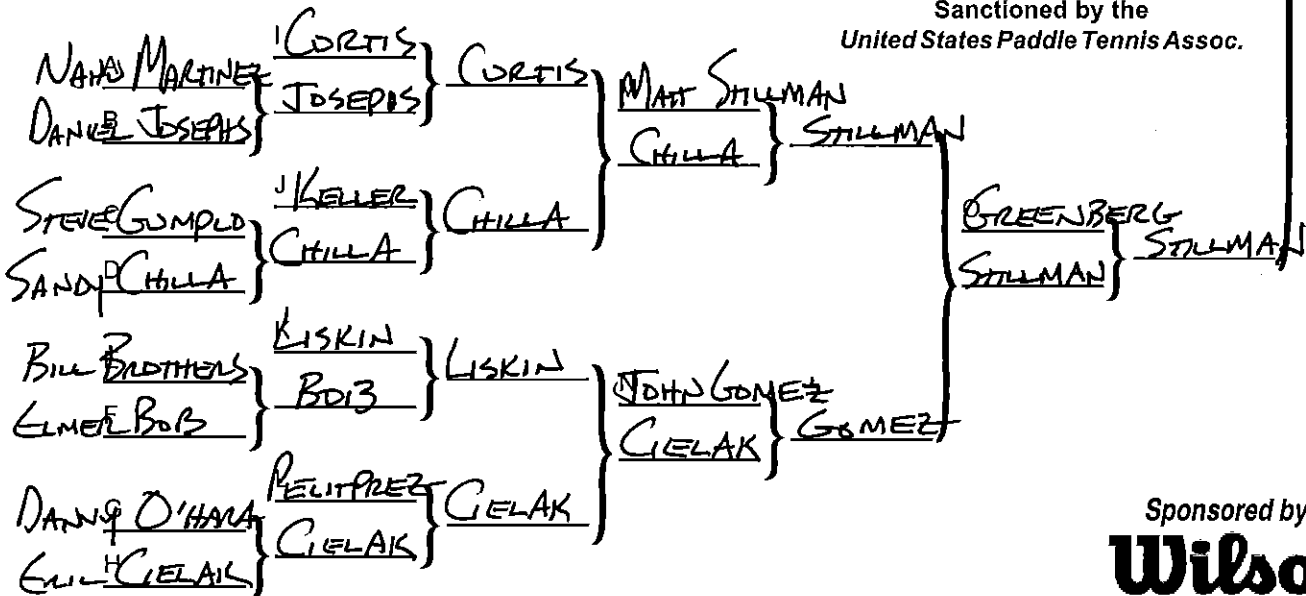 Sanctioned by the
United States Paddle Tennis Assoc.
I CURTIS
MARTINEZ
JOSEPHS
CURTIS
DANIEL JOSEPHS
MATT STILLMAN
CHILLA
STILLMAN
STEVE GUMPLO
J KELLER
CHILLA
CHILLA
SANDY D CHILLA
GREENBERG
STILLMAN
STILLMAN
BILL BROTHERS
LISKIN
BOB
LISKIN
ELMER BOB
JOHN GOMEZ
CIELAK
GOMEZ
DANNY O'HARA
PELITPREZ
CIELAK
CIELAK
H CIELAK
Sponsored by
Wilso